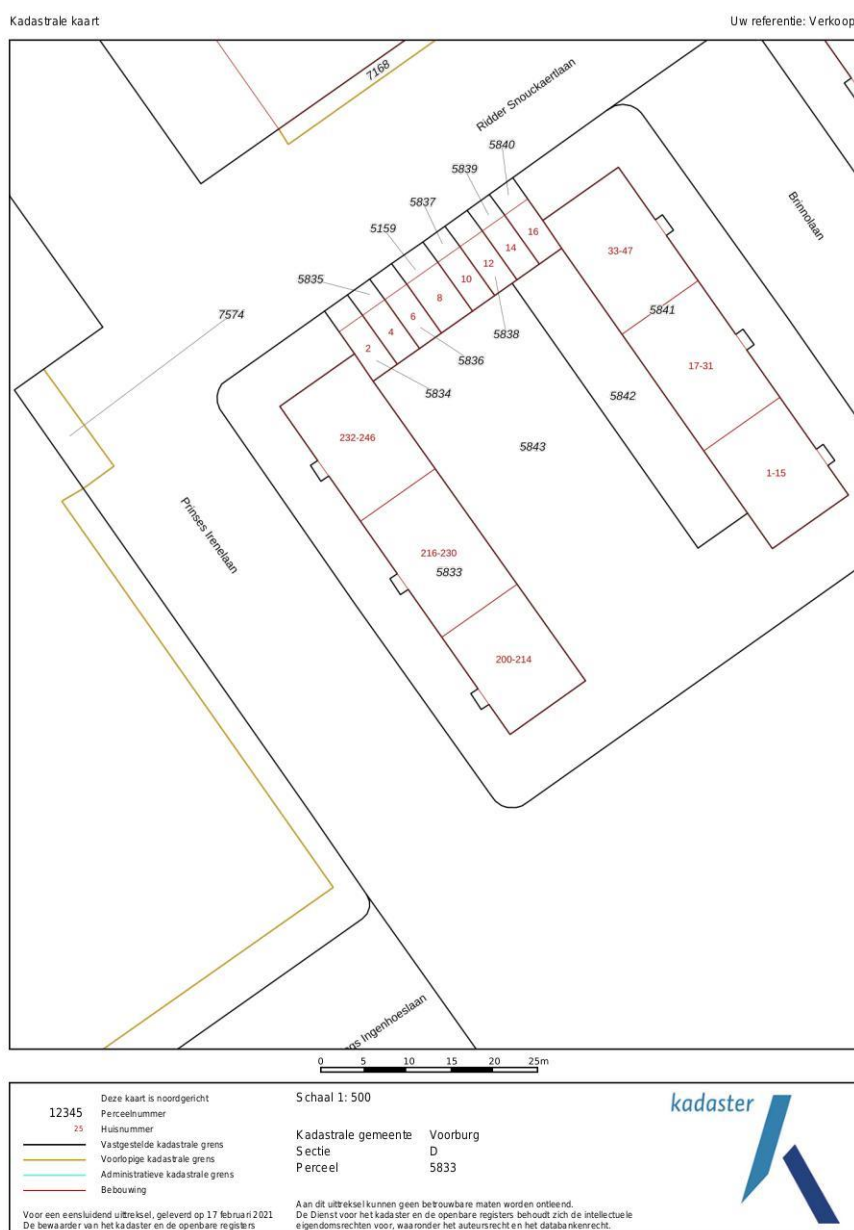 Kadastrale kaart
Uw referentie: Verkoop
7168
Ridder Snouckaertlaan
5840
5839
5837
5159
5835
7574
Brinnolaan
33-47
16
14
12
10
8
6
4
2
5841
5838
5836
5834
17-31
5842
5843
232-246
1-15
Prinses Irenelaan
216-230
5833
200-214
gs Ingenhoeslaan
0 5 10 15 20 25m
Deze kaart is noordgericht
12345 Perceelnummer
25 Huisnummer
Vastgestelde kadastrale grens
Voorlopige kadastrale grens
Administratieve kadastrale grens
Bebouwing
Voor een eensluidend uittreksel, geleverd op 17 februari 2021
De bewaarder van het kadaster en de openbare registers
Schaal 1: 500
Kadastrale gemeente Voorburg
Sectie D
Perceel 5833
Aan dit uittreksel kunnen geen betrouwbare maten worden ontleend.
De Dienst voor het kadaster en de openbare registers behoudt zich de intellectuele
eigendomsrechten voor, waaronder het auteursrecht en het databankenrecht.
kadaster